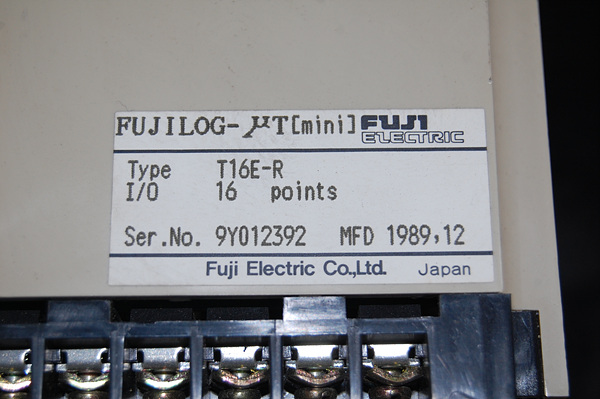 FUJILOG-μT[mini] FUJI ELECTRIC
Type T16E-R
I/O 16 points
Ser.No. 9Y012392 MFD 1989,12
Fuji Electric Co.,Ltd. Japan